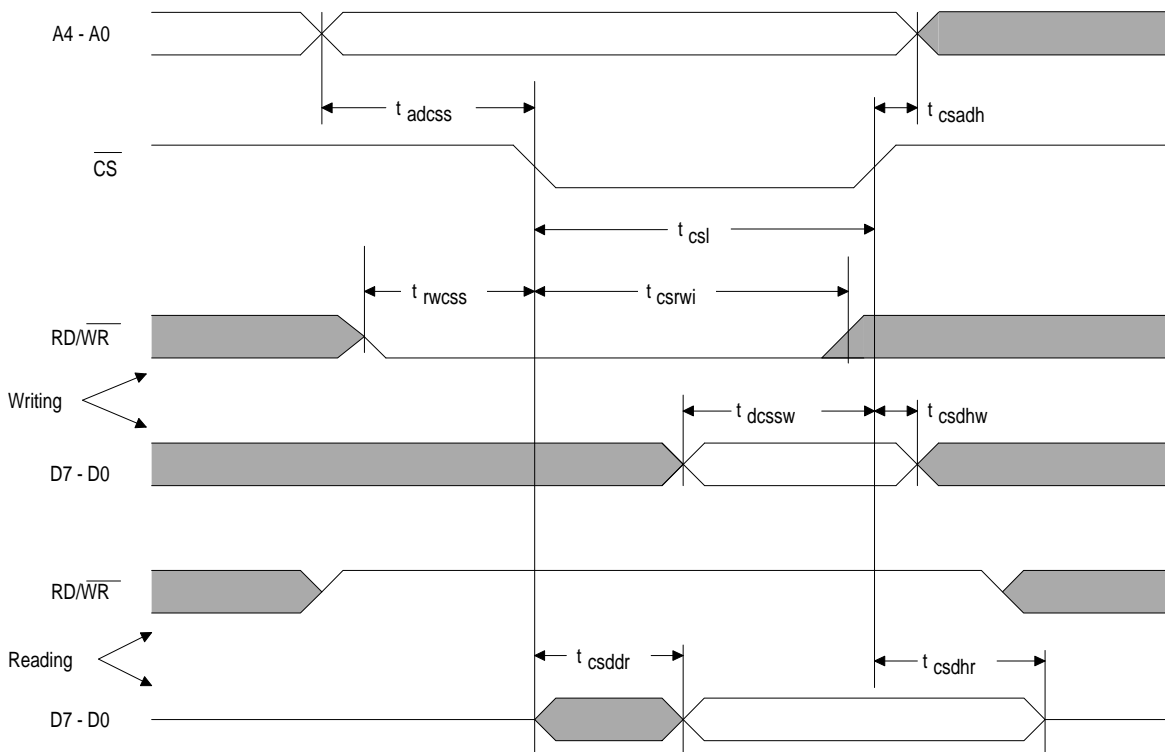 A4 - A0
t adcss
t csadh
CS
t csl
t rwcss
t csrwi
RD/WR
Writing
t dcssw
t csdhw
D7 - D0
RD/WR
Reading
t csddr
t csdhr
D7 - D0